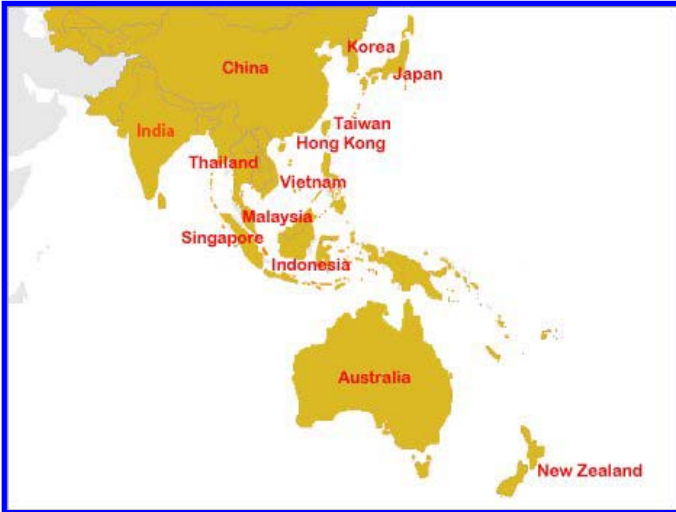 Korea
China
Japan
Taiwan
India
Hong Kong
Thailand
Vietnam
Malaysia
Singapore
Indonesia
Australia
New Zealand